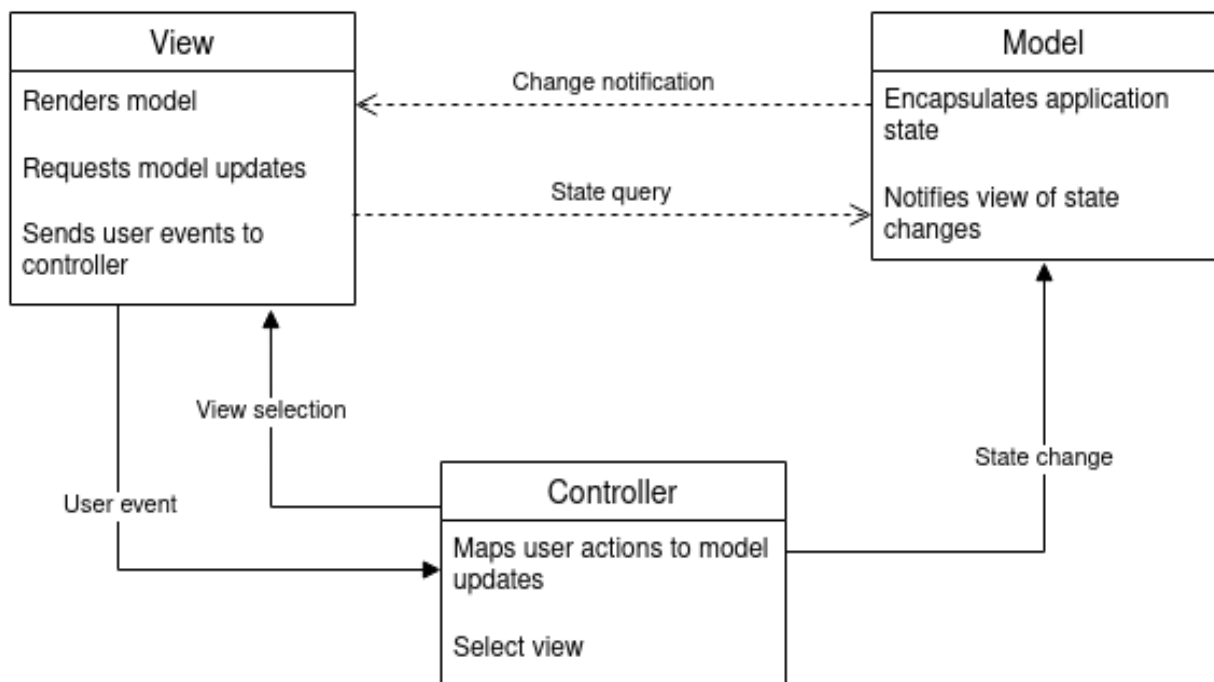 View
Renders model
Requests model updates
Sends user events to
controller
Change notification
State query
Model
Encapsulates application
state
Notifies view of state
changes
View selection
User event
State change
Controller
Maps user actions to model
updates
Select view